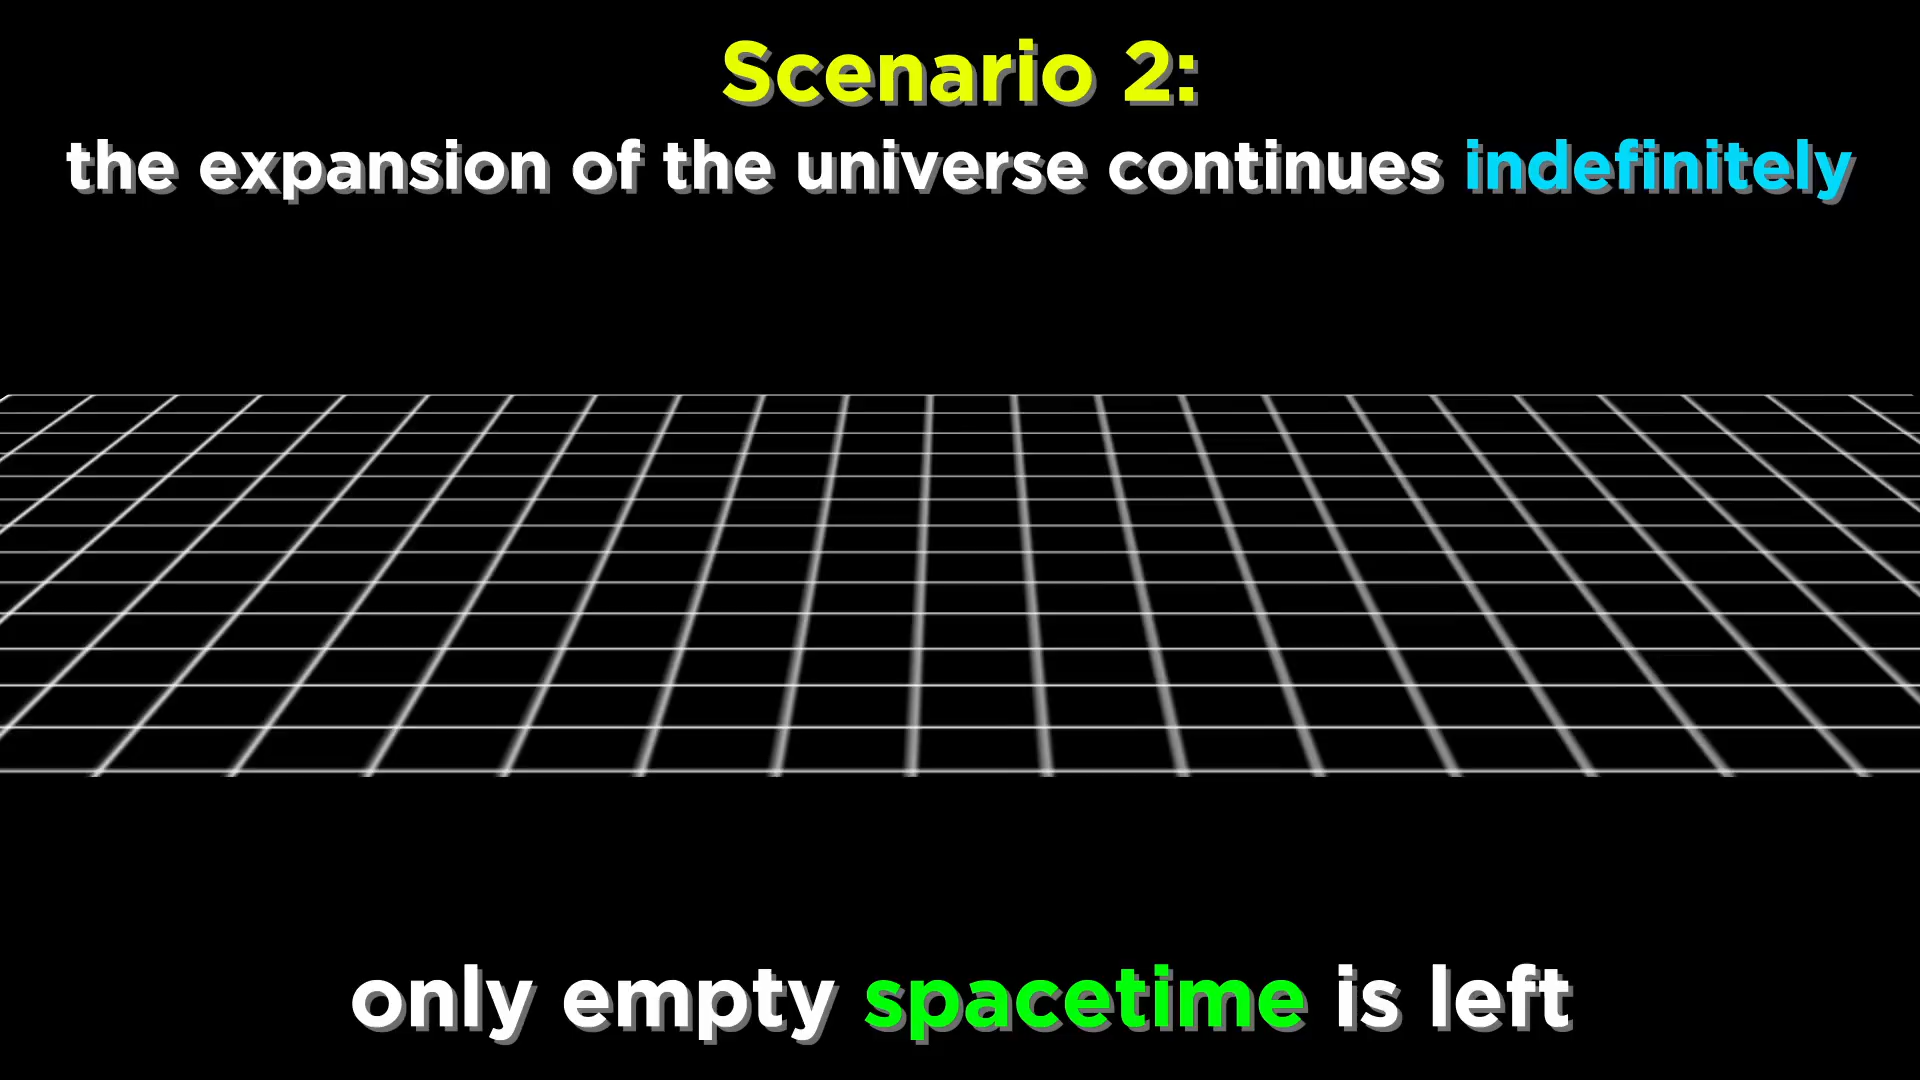 Scenario 2:
the expansion of the universe continues indefinitely
only empty spacetime is left